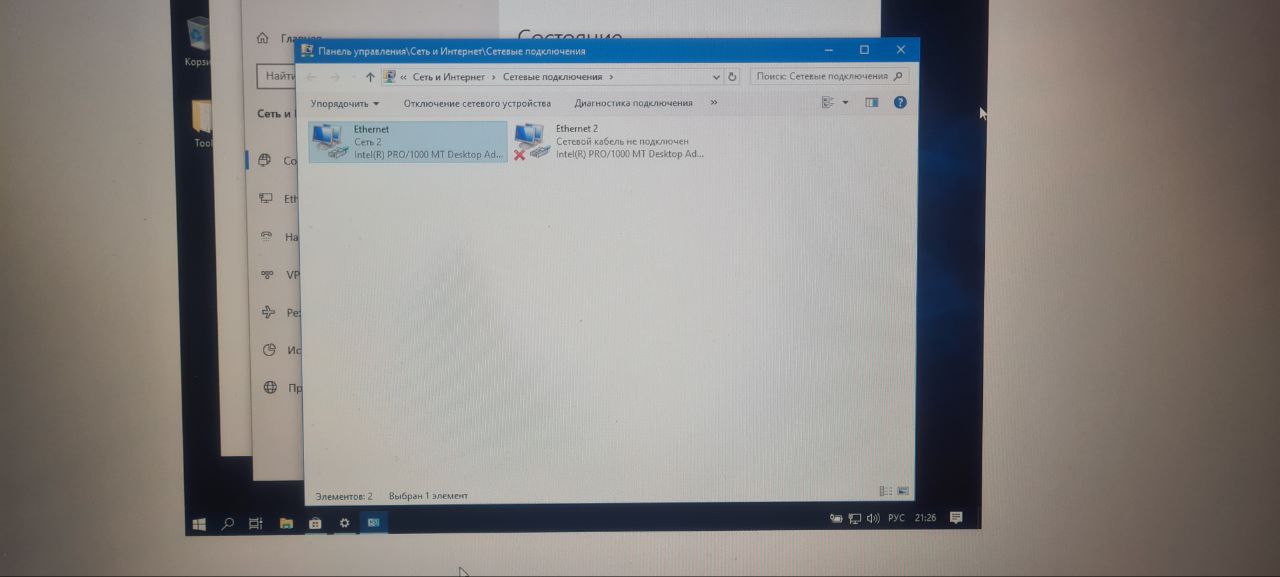 Состояние
Панель управления\Сеть и Интернет\Сетевые подключения
« Сеть и Интернет › Сетевые подключения ›
Поиск: Сетевые подключения
Упорядочить
Отключение сетевого устройства
Диагностика подключения
»
Ethernet
Сеть 2
Intel(R) PRO/1000 MT Desktop Ad...
Ethernet 2
Сетевой кабель не подключен
Intel(R) PRO/1000 MT Desktop Ad...
Элементов: 2
Выбран 1 элемент
Главная
Найти
Сеть и
Со
Eth
На
VP
Ре
Ис
Пр
Корзи
Tool
РУС
21:26